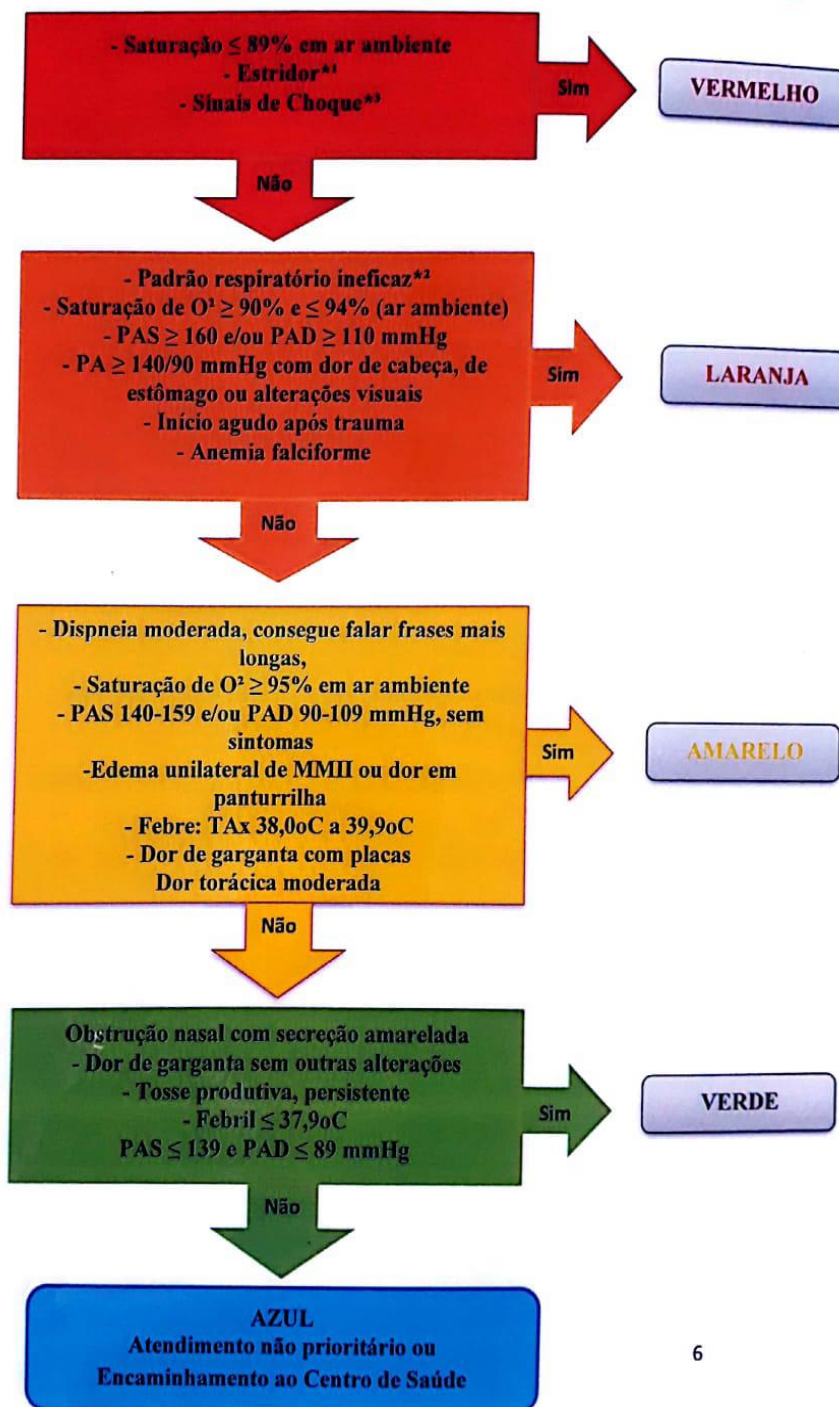 - Saturação ≤ 89% em ar ambiente
- Estridor*¹
- Sinais de Choque*³
Sim
VERMELHO
Não
- Padrão respiratório ineficaz*²
- Saturação de O² ≥ 90% e ≤ 94% (ar ambiente)
- PAS ≥ 160 e/ou PAD ≥ 110 mmHg
- PA ≥ 140/90 mmHg com dor de cabeça, de
estômago ou alterações visuais
- Início agudo após trauma
- Anemia falciforme
Sim
LARANJA
Não
- Dispneia moderada, consegue falar frases mais
longas,
- Saturação de O² ≥ 95% em ar ambiente
- PAS 140-159 e/ou PAD 90-109 mmHg, sem
sintomas
-Edema unilateral de MMII ou dor em
panturrilha
- Febre: TAx 38,0oC a 39,9oC
- Dor de garganta com placas
Dor torácica moderada
Sim
AMARELO
Não
Obstrução nasal com secreção amarelada
- Dor de garganta sem outras alterações
- Tosse produtiva, persistente
- Febril ≤ 37,9oC
PAS ≤ 139 e PAD ≤ 89 mmHg
Sim
VERDE
Não
AZUL
Atendimento não prioritário ou
Encaminhamento ao Centro de Saúde
6